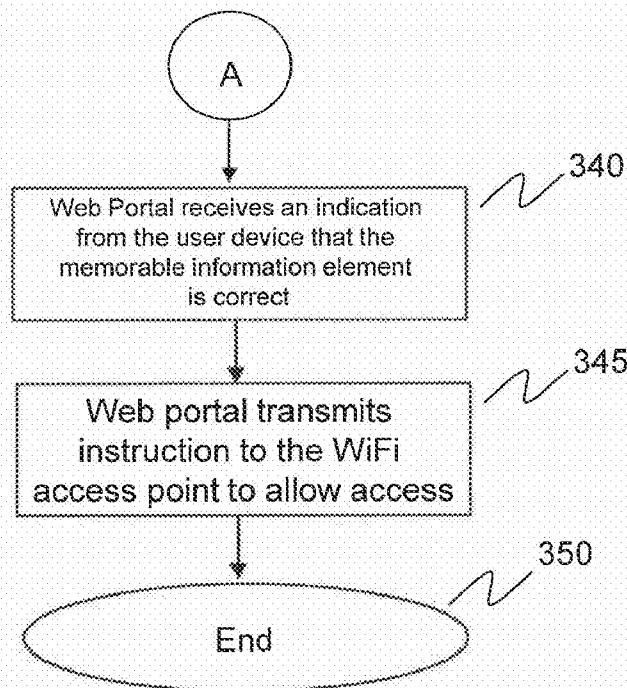 A
340
Web Portal receives an indication
from the user device that the
memorable information element
is correct
345
Web portal transmits
instruction to the WiFi
access point to allow access
350
End